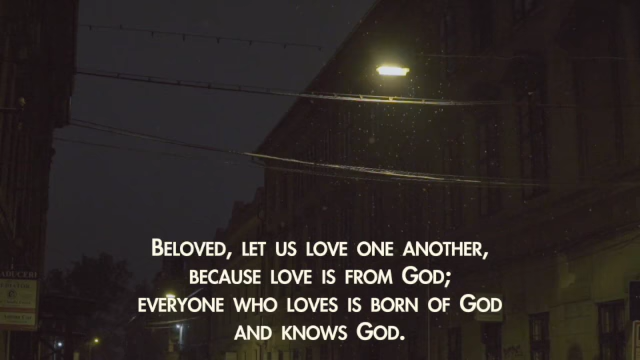 Beloved, let us love one another,
because love is from God;
everyone who loves is born of God
and knows God.